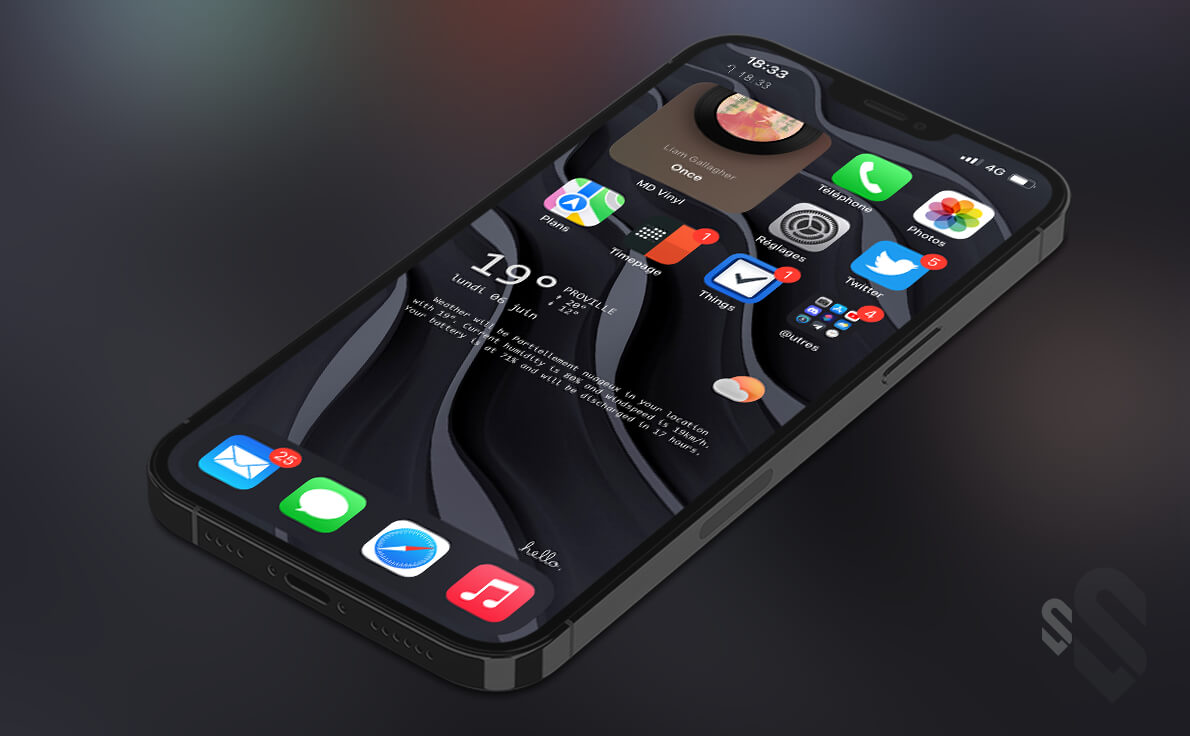 18:33
18:33
4G
Liam Gallagher
Once
MD Vinyl
Téléphone
Photos
Plans
Timepage
1
Réglages
Twitter
5
Things
1
@utres
4
19°
PROVILLE
↑ 20°
↓ 12°
lundi 06 juin
Weather will be Partiellement nuageux in your location
with 19°. Current humidity is 80% and windspeed is 19km/h.
Your battery is at 71% and will be discharged in 17 hours.
25
hello.